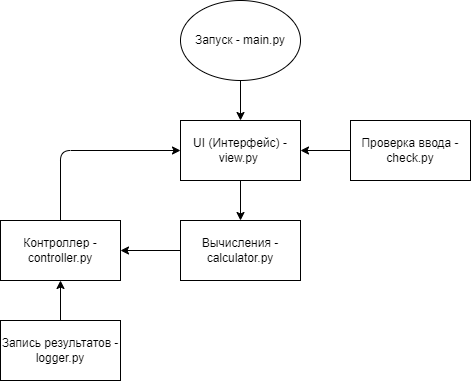 Запуск - main.py
UI (Интерфейс) -
view.py
Проверка ввода -
check.py
Контроллер -
controller.py
Вычисления -
calculator.py
Запись результатов -
logger.py